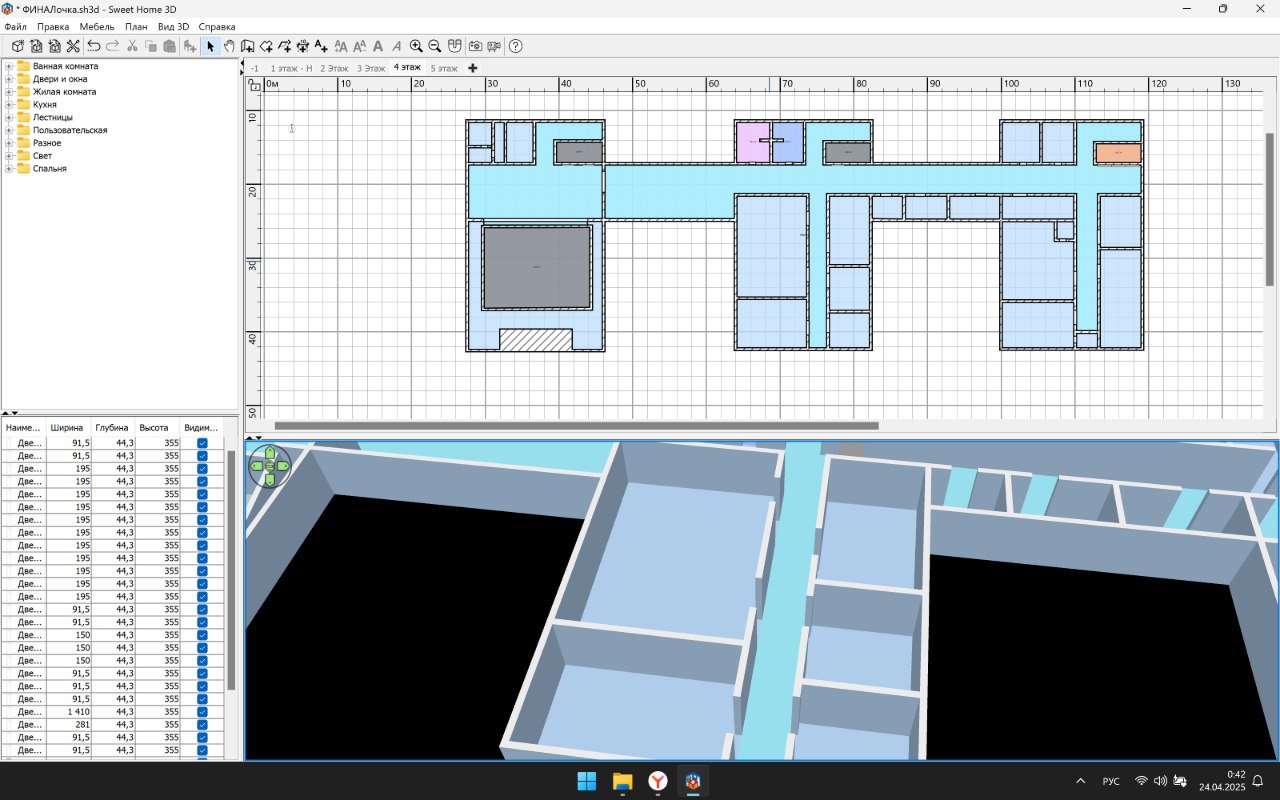 * ФИНАЛочка.sh3d - Sweet Home 3D
Файл Правка Мебель План Вид 3D Справка
-1 1 этаж - Н 2 Этаж 3 Этаж 4 этаж 5 этаж
0м 10 20 30 40 50 60 70 80 90 100 110 120 130
10
20
30
40
50
Ванная комната
Двери и окна
Жилая комната
Кухня
Лестницы
Пользовательская
Разное
Свет
Спальня
Наиме... Ширина Глубина Высота Видим...
Две... 91,5 44,3 355
Две... 91,5 44,3 355
Две... 195 44,3 355
Две... 195 44,3 355
Две... 195 44,3 355
Две... 195 44,3 355
Две... 195 44,3 355
Две... 195 44,3 355
Две... 195 44,3 355
Две... 195 44,3 355
Две... 195 44,3 355
Две... 195 44,3 355
Две... 195 44,3 355
Две... 91,5 44,3 355
Две... 91,5 44,3 355
Две... 150 44,3 355
Две... 150 44,3 355
Две... 150 44,3 355
Две... 91,5 44,3 355
Две... 91,5 44,3 355
Две... 91,5 44,3 355
Две... 1 410 44,3 355
Две... 281 44,3 355
Две... 91,5 44,3 355
Две... 91,5 44,3 355
РУС
0:42
24.04.2025